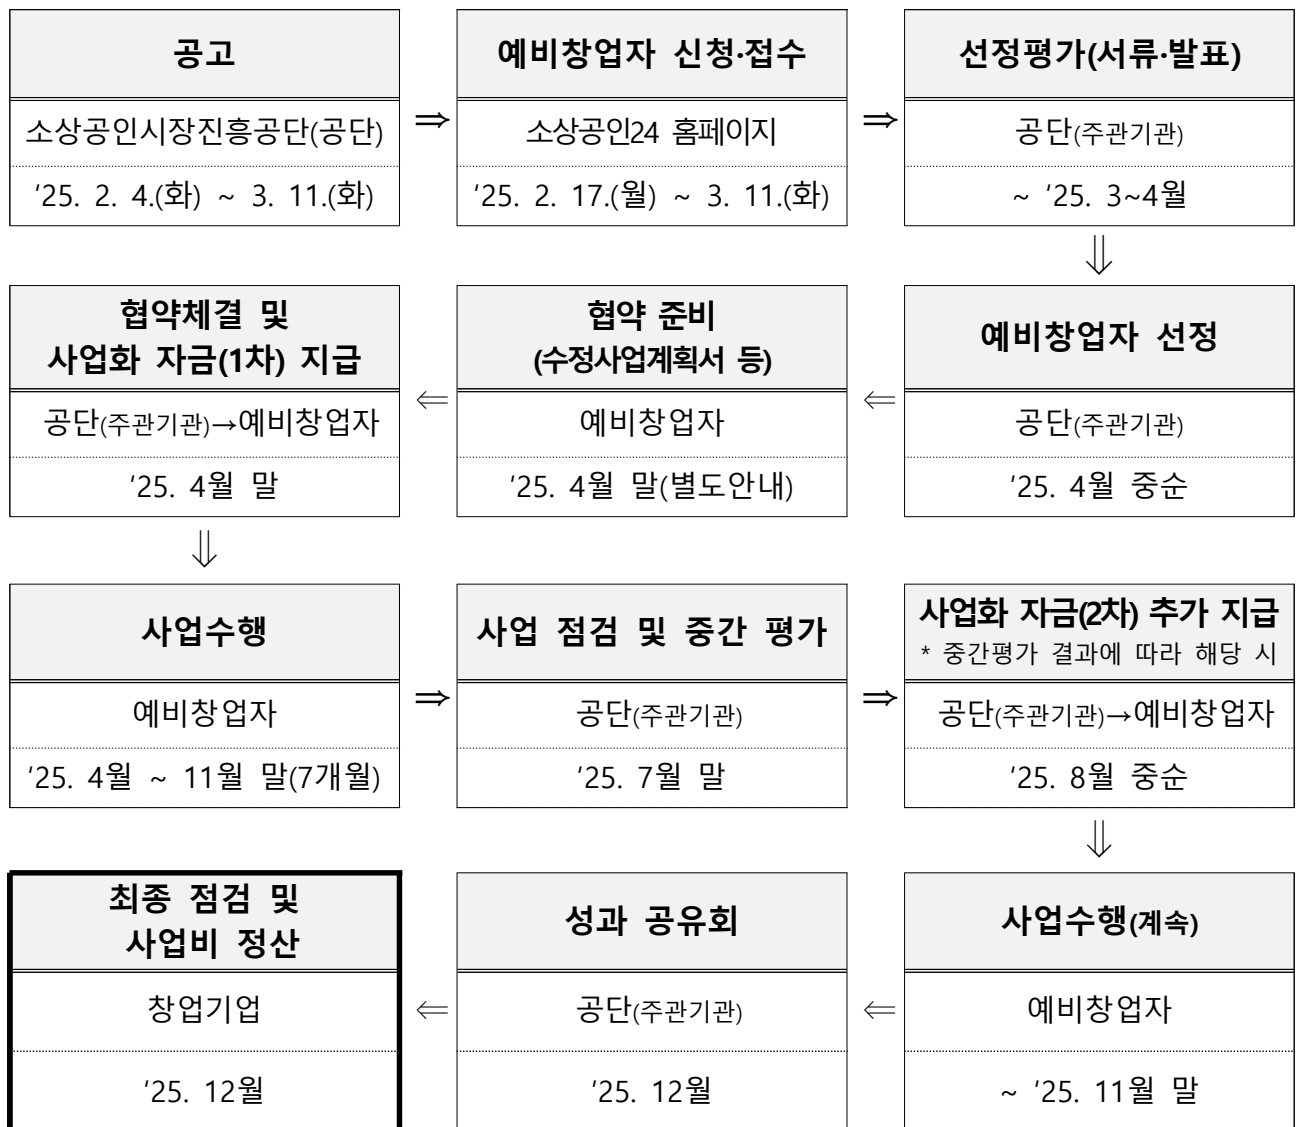 공고
소상공인시장진흥공단(공단)
'25. 2. 4.(화) ~ 3. 11.(화)
⇒
예비창업자 신청·접수
소상공인24 홈페이지
'25. 2. 17.(월) ~ 3. 11.(화)
⇒
선정평가(서류·발표)
공단(주관기관)
~ '25. 3~4월
⇓
예비창업자 선정
공단(주관기관)
'25. 4월 중순
⇐
협약 준비
(수정사업계획서 등)
예비창업자
'25. 4월 말(별도안내)
⇐
협약체결 및
사업화 자금(1차) 지급
공단(주관기관)→예비창업자
'25. 4월 말
⇓
사업수행
예비창업자
'25. 4월 ~ 11월 말(7개월)
⇒
사업 점검 및 중간 평가
공단(주관기관)
'25. 7월 말
⇒
사업화 자금(2차) 추가 지급
* 중간평가 결과에 따라 해당 시
공단(주관기관)→예비창업자
'25. 8월 중순
⇓
사업수행(계속)
예비창업자
~ '25. 11월 말
⇐
성과 공유회
공단(주관기관)
'25. 12월
⇐
최종 점검 및
사업비 정산
창업기업
'25. 12월